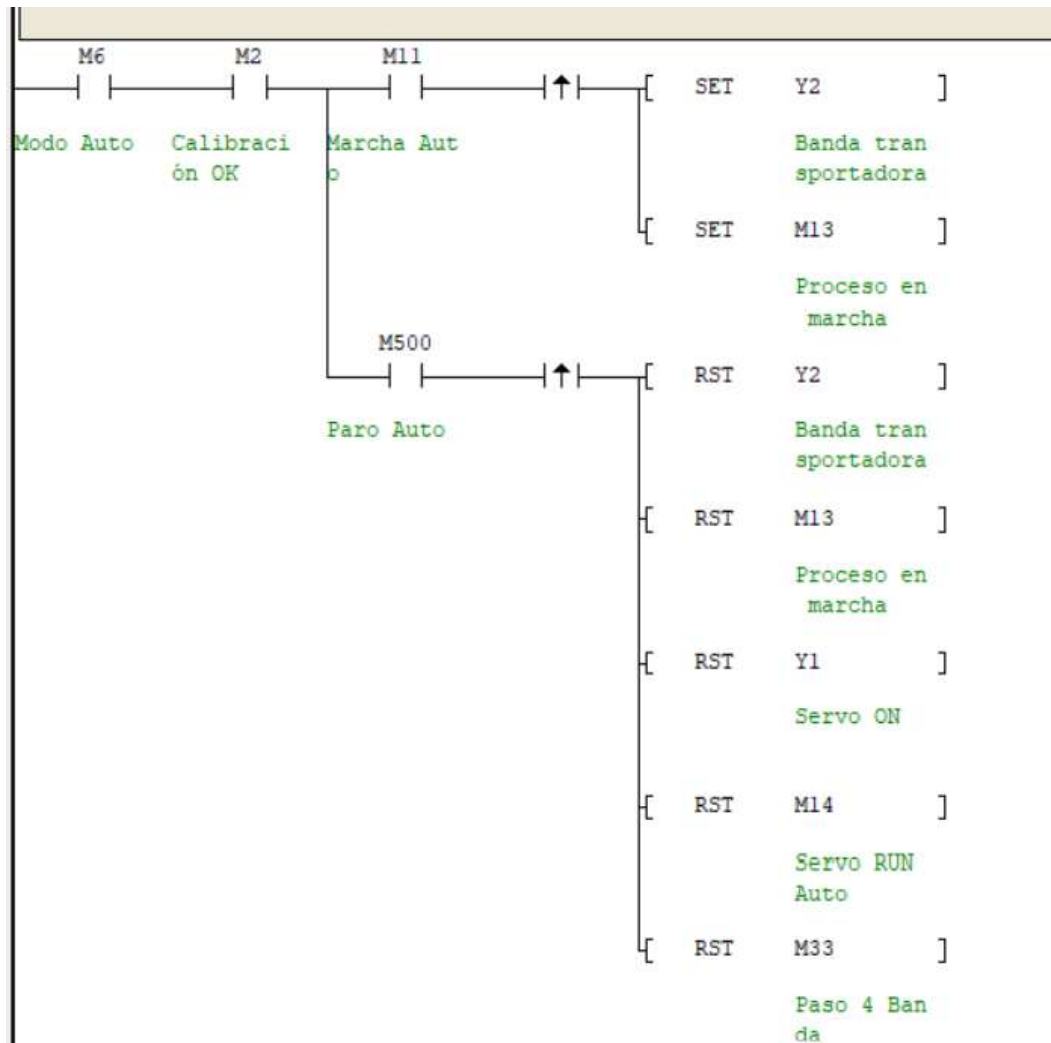 M6 M2 M11
SET Y2
Modo Auto Calibraci Marcha Aut Banda tran
ón OK o sportadora
SET M13
Proceso en
marcha
M500
RST Y2
Paro Auto Banda tran
sportadora
RST M13
Proceso en
marcha
RST Y1
Servo ON
RST M14
Servo RUN
Auto
RST M33
Paso 4 Ban
da